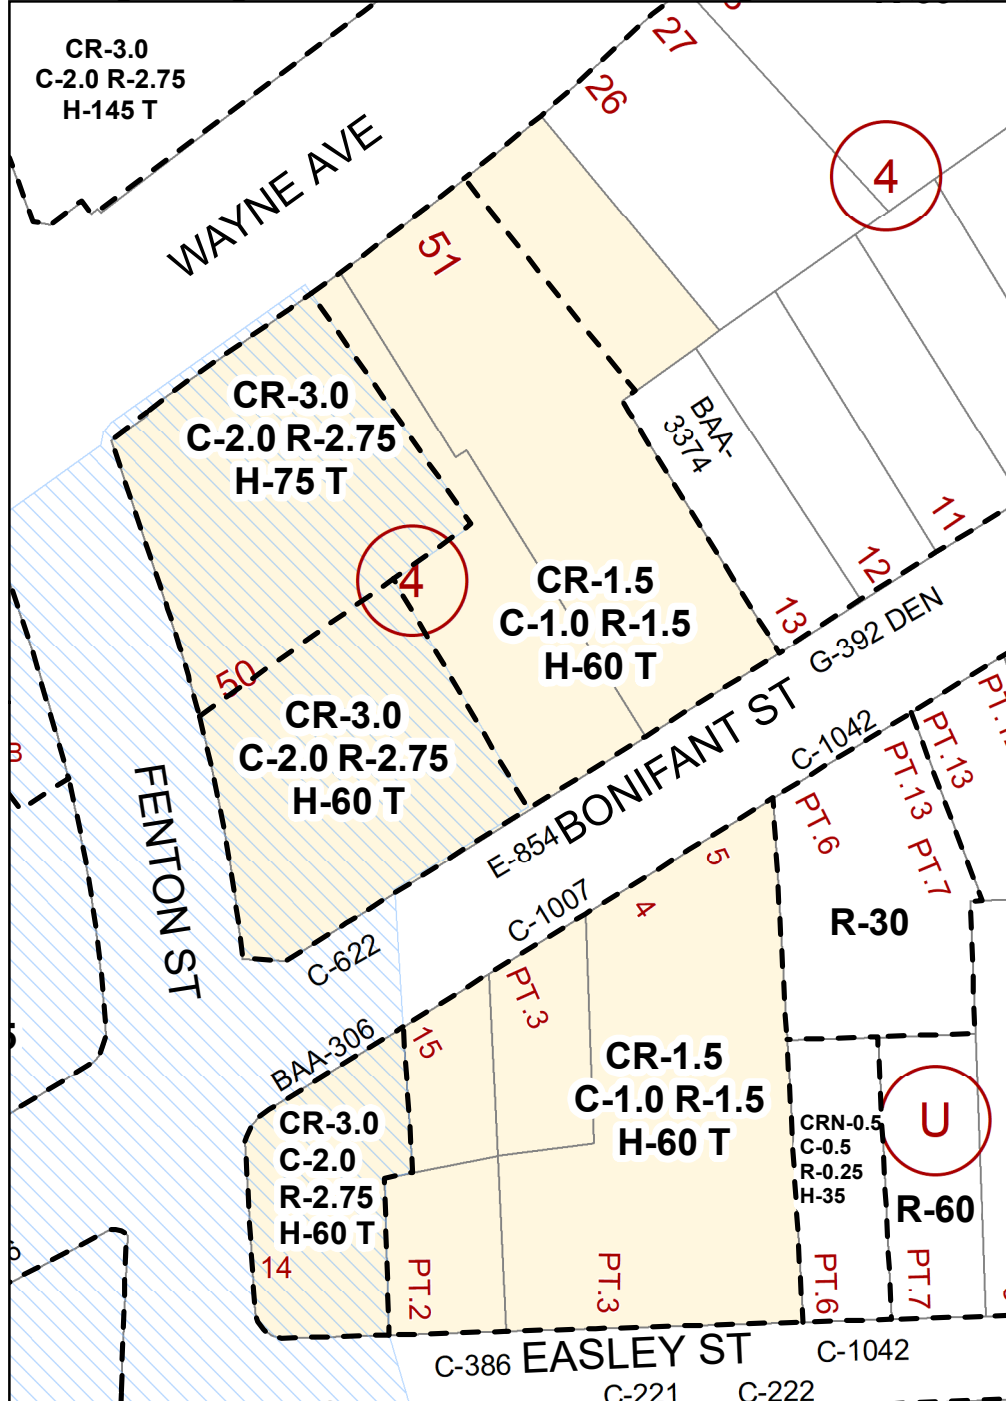 CR-3.0
C-2.0 R-2.75
H-145 T
27
26
4
WAYNE AVE
51
CR-3.0
C-2.0 R-2.75
H-75 T
BAA-
3374
11
12
13
4
CR-1.5
C-1.0 R-1.5
H-60 T
G-392 DEN
50
CR-3.0
C-2.0 R-2.75
H-60 T
B
FENTON ST
E-854
BONIFANT ST
C-1042
PT.13
PT.13
PT.6
PT.7
5
4
C-1007
C-622
R-30
PT.3
15
BAA-306
CR-1.5
C-1.0 R-1.5
H-60 T
CR-3.0
C-2.0
R-2.75
H-60 T
CRN-0.5
C-0.5
R-0.25
H-35
U
R-60
14
PT.2
PT.3
PT.6
PT.7
C-386
EASLEY ST
C-1042
C-221
C-222